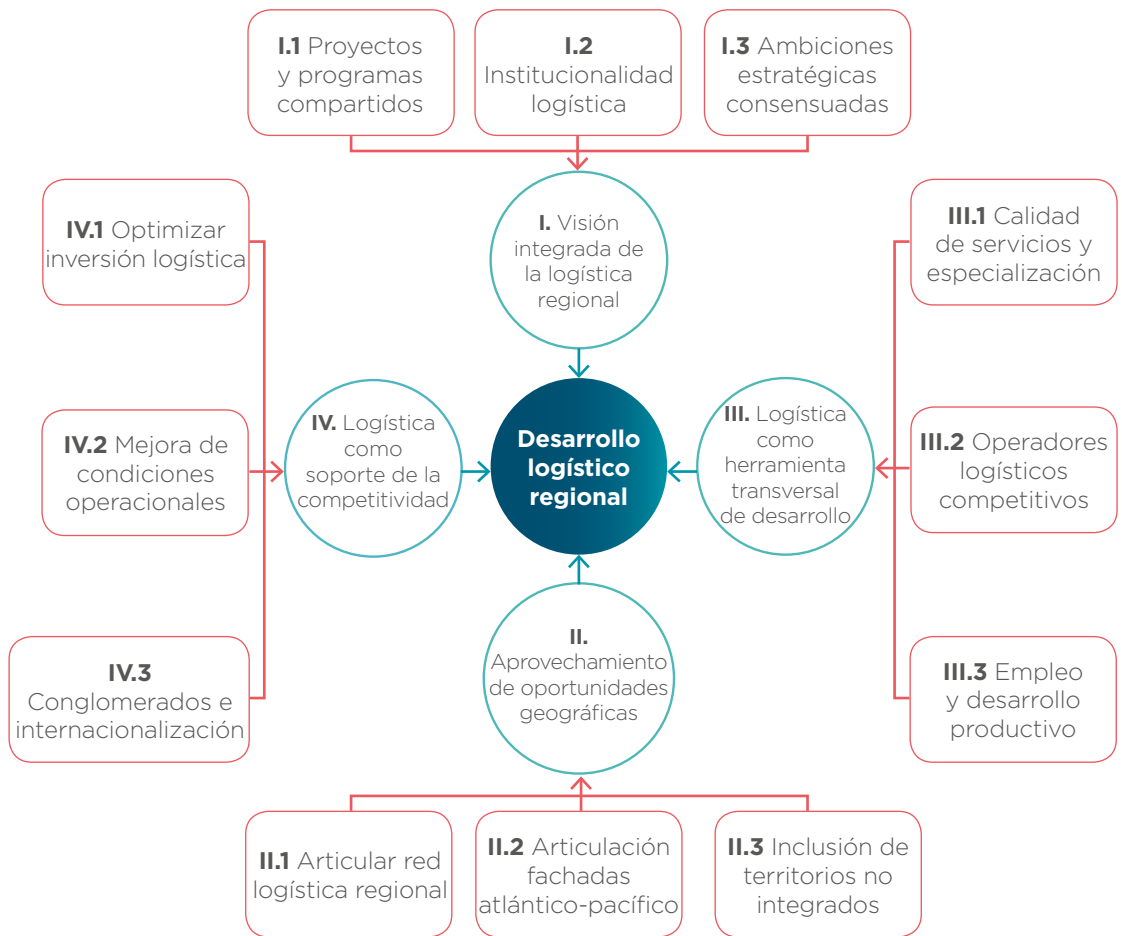 I.1 Proyectos
y programas
compartidos
I.2
Institucionalidad
logística
I.3 Ambiciones
estratégicas
consensuadas
IV.1 Optimizar
inversión logística
I. Visión
integrada de
la logística
regional
III.1 Calidad
de servicios y
especialización
IV.2 Mejora de
condiciones
operacionales
IV. Logística
como
soporte de la
competitividad
Desarrollo
logístico
regional
III. Logística
como
herramienta
transversal
de desarrollo
III.2 Operadores
logísticos
competitivos
IV.3
Conglomerados e
internacionalización
II.
Aprovechamiento
de oportunidades
geográficas
III.3 Empleo
y desarrollo
productivo
II.1 Articular red
logística regional
II.2 Articulación
fachadas
atlántico-pacífico
II.3 Inclusión de
territorios no
integrados